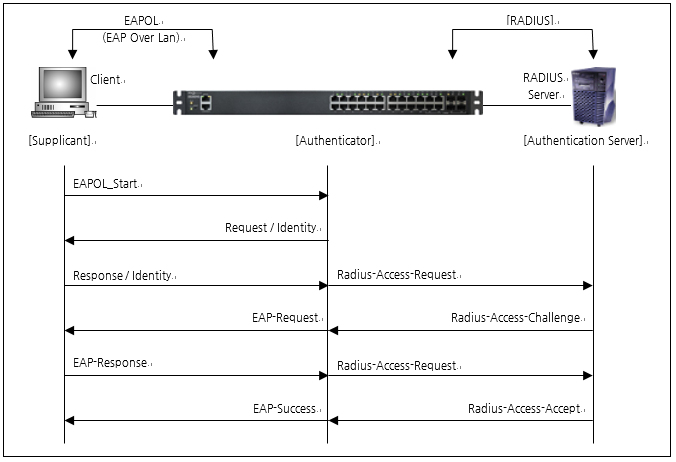 EAPOL
(EAP Over Lan)
[RADIUS]
Client
RADIUS
Server
[Supplicant]
[Authenticator]
[Authentication Server]
EAPOL_Start
Request / Identity
Response / Identity
Radius-Access-Request
EAP-Request
Radius-Access-Challenge
EAP-Response
Radius-Access-Request
EAP-Success
Radius-Access-Accept